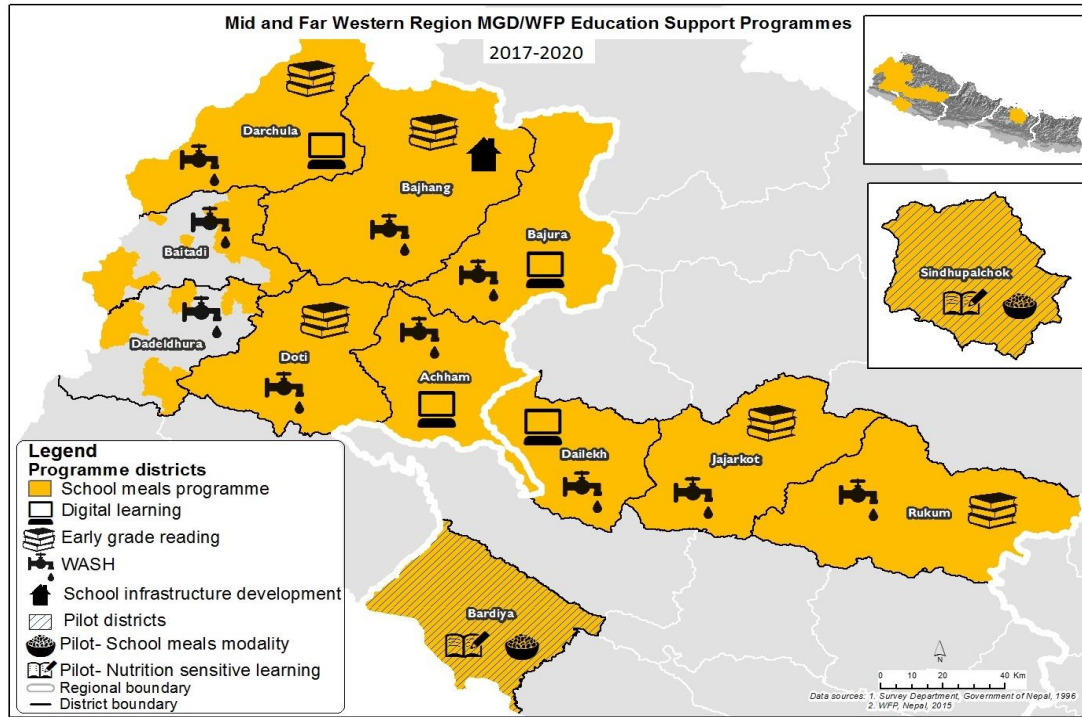 Mid and Far Western Region MGD/WFP Education Support Programmes
2017-2020
Darchula
Bajhang
Baitadi
Bajura
Sindhupalchok
Dadeldhura
Doti
Achham
Dailekh
Jajarkot
Rukum
Bardiya
Legend
Programme districts
School meals programme
Digital learning
Early grade reading
WASH
School infrastructure development
Pilot districts
Pilot- School meals modality
Pilot- Nutrition sensitive learning
Regional boundary
District boundary
N
0 10 20 40 Km
Data sources: 1. Survey Department, Government of Nepal, 1996
2. WFP, Nepal, 2015